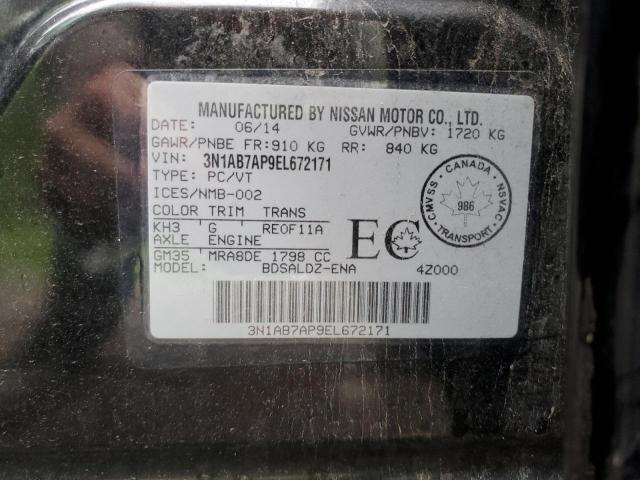 MANUFACTURED BY NISSAN MOTOR CO., LTD.
DATE: 06/14 GVWR/PNBV: 1720 KG
GAWR/PNBE FR:910 KG RR: 840 KG
VIN: 3N1AB7AP9EL672171
TYPE: PC/VT
ICES/NMB-002
COLOR TRIM TRANS
KH3 G RE0F11A
AXLE ENGINE
GM35 MRA8DE 1798 CC
MODEL: BDSALDZ-ENA 4Z000
EC
CANADA
CMVSS NSVAC
986
TRANSPORT
3N1AB7AP9EL672171